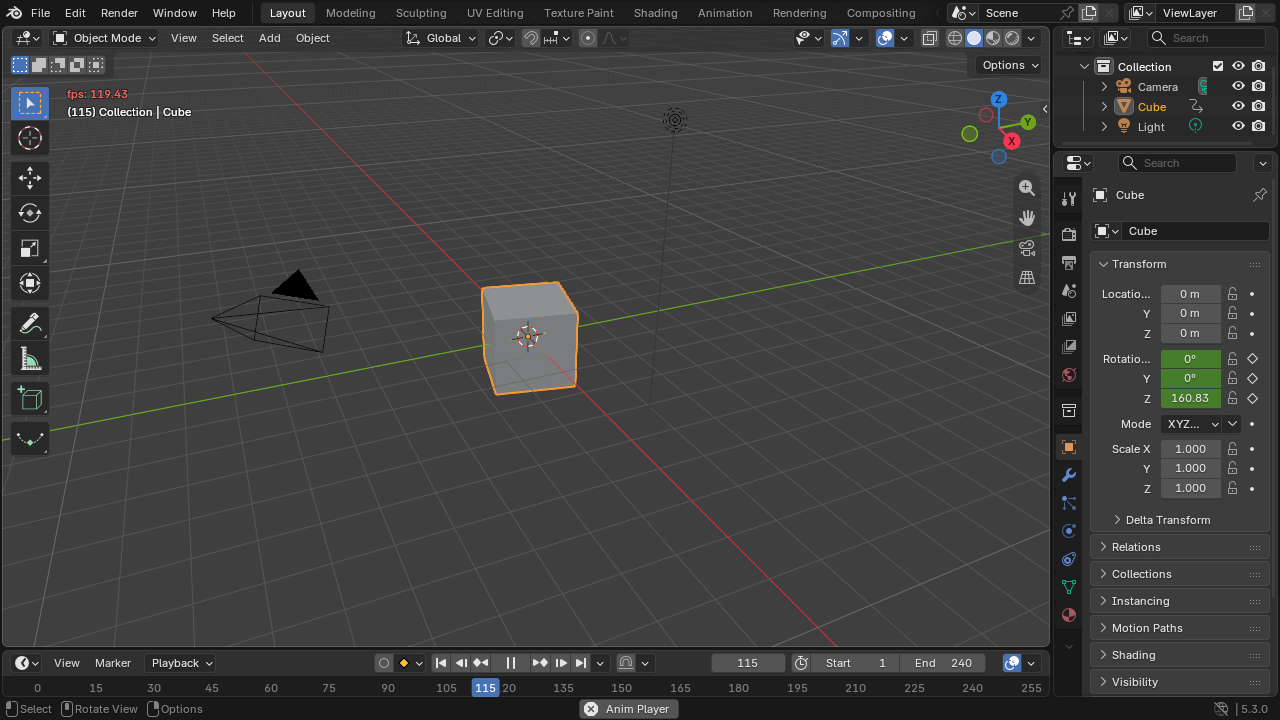 File Edit Render Window Help Layout Modeling Sculpting UV Editing Texture Paint Shading Animation Rendering Compositing Scene ViewLayer
Object Mode View Select Add Object Global Search
Options
fps: 119.43
(115) Collection | Cube
Z
Y
X
Collection
Camera
Cube
Light
Search
Cube
Cube
Transform
Locatio... 0 m
Y 0 m
Z 0 m
Rotatio... 0°
Y 0°
Z 160.83
Mode XYZ...
Scale X 1.000
Y 1.000
Z 1.000
Delta Transform
Relations
Collections
Instancing
Motion Paths
Shading
Visibility
View Marker Playback 115 Start 1 End 240
0 15 30 45 60 75 90 105 115 20 135 150 165 180 195 210 225 240 255
Select Rotate View Options Anim Player 5.3.0